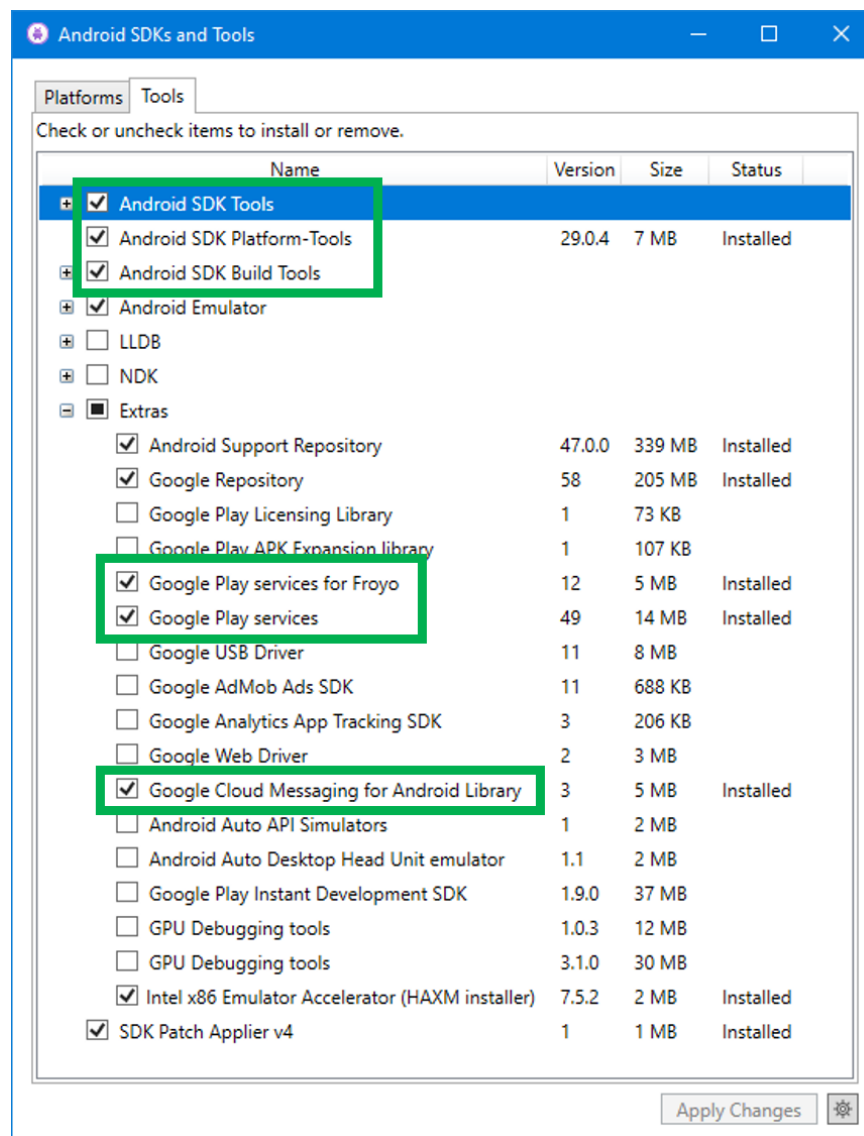 Android SDKs and Tools
Platforms Tools
Check or uncheck items to install or remove.
Name Version Size Status
Android SDK Tools
Android SDK Platform-Tools 29.0.4 7 MB Installed
Android SDK Build Tools
Android Emulator
LLDB
NDK
Extras
Android Support Repository 47.0.0 339 MB Installed
Google Repository 58 205 MB Installed
Google Play Licensing Library 1 73 KB
Google Play APK Expansion library 1 107 KB
Google Play services for Froyo 12 5 MB Installed
Google Play services 49 14 MB Installed
Google USB Driver 11 8 MB
Google AdMob Ads SDK 11 688 KB
Google Analytics App Tracking SDK 3 206 KB
Google Web Driver 2 3 MB
Google Cloud Messaging for Android Library 3 5 MB Installed
Android Auto API Simulators 1 2 MB
Android Auto Desktop Head Unit emulator 1.1 2 MB
Google Play Instant Development SDK 1.9.0 37 MB
GPU Debugging tools 1.0.3 12 MB
GPU Debugging tools 3.1.0 30 MB
Intel x86 Emulator Accelerator (HAXM installer) 7.5.2 2 MB Installed
SDK Patch Applier v4 1 1 MB Installed
Apply Changes